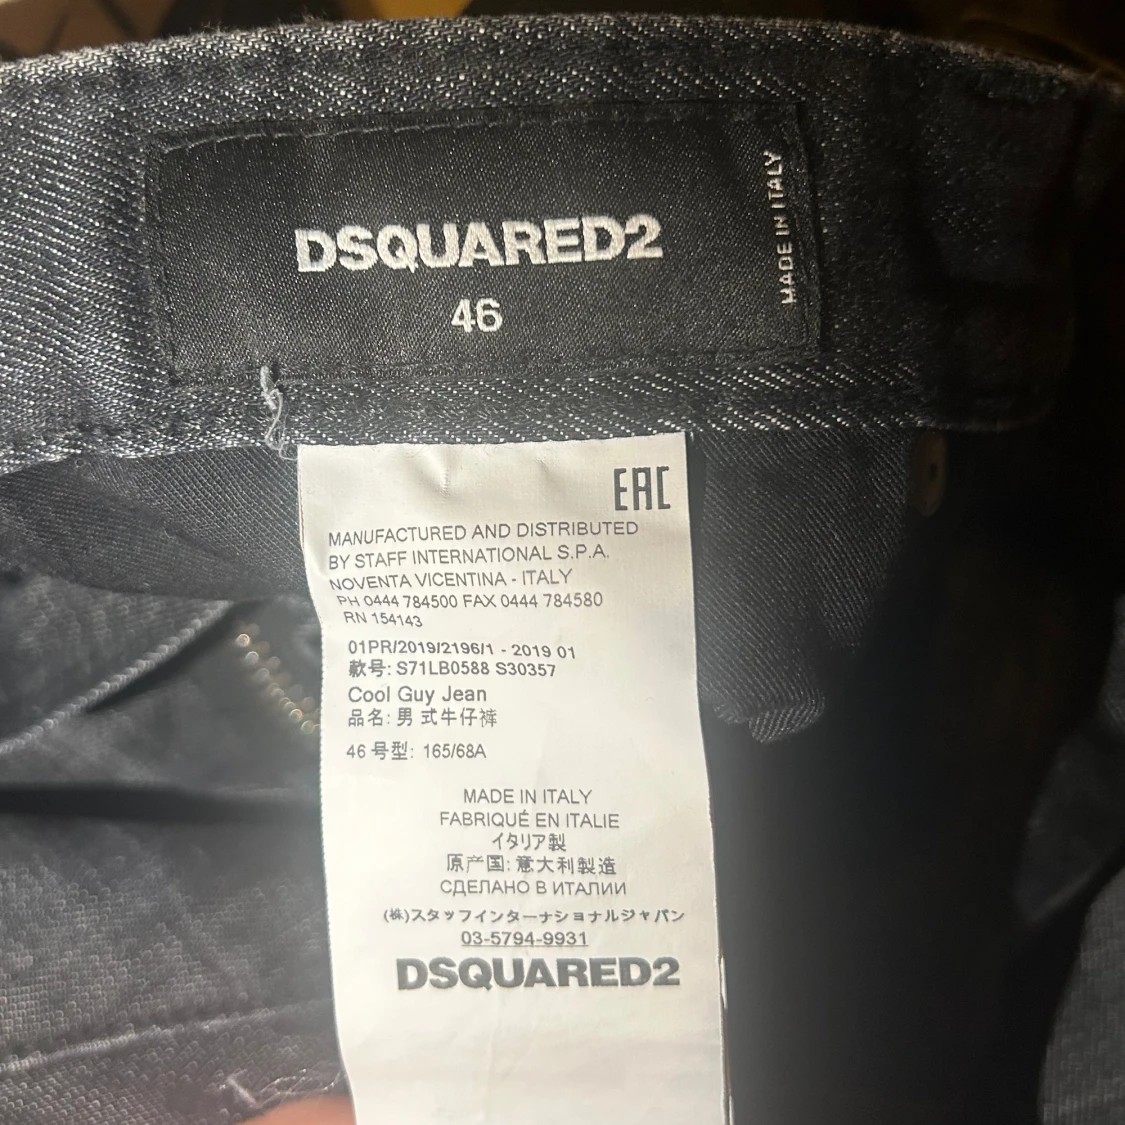 DSQUARED2
46
MADE IN ITALY
EAC
MANUFACTURED AND DISTRIBUTED
BY STAFF INTERNATIONAL S.P.A.
NOVENTA VICENTINA - ITALY
PH 0444 784500 FAX 0444 784580
RN 154143
01PR/2019/2196/1 - 2019 01
款号: S71LB0588 S30357
Cool Guy Jean
品名: 男 式牛仔褲
46 号型: 165/68A
MADE IN ITALY
FABRIQUÉ EN ITALIE
イタリア製
原产国: 意大利製造
СДЕЛАНО В ИТАЛИИ
(株)スタッフインターナショナルジャパン
03-5794-9931
DSQUARED2